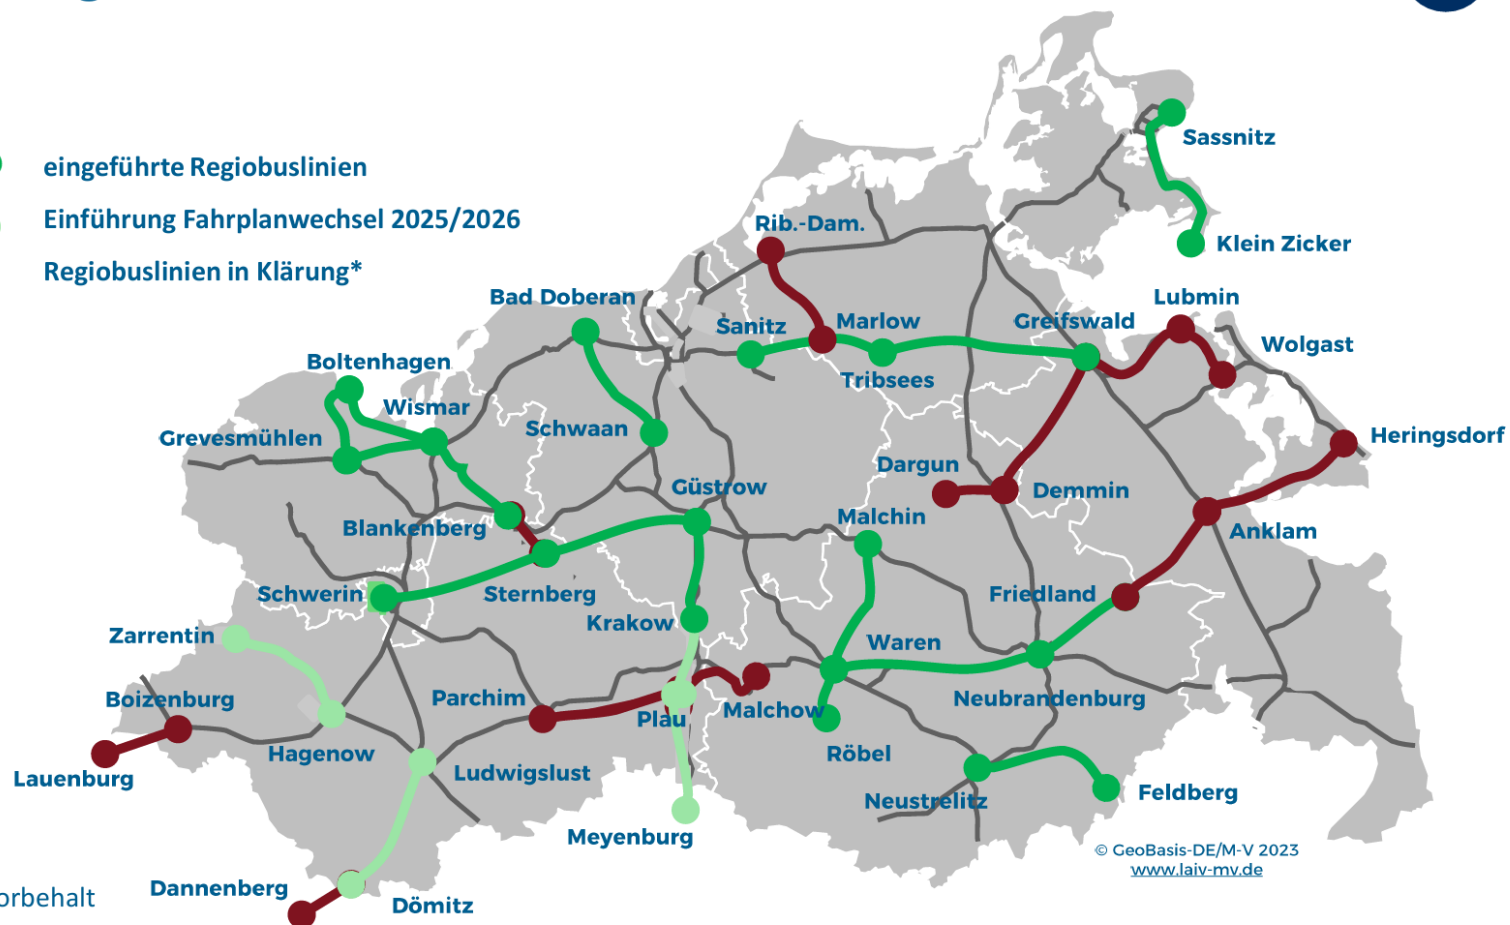 eingeführte Regiobuslinien
Einführung Fahrplanwechsel 2025/2026
Regiobuslinien in Klärung*
Sassnitz
Rib.-Dam.
Klein Zicker
Bad Doberan
Lubmin
Sanitz
Marlow
Greifswald
Wolgast
Boltenhagen
Tribsees
Wismar
Schwaan
Grevesmühlen
Heringsdorf
Dargun
Güstrow
Demmin
Malchin
Blankenberg
Anklam
Schwerin
Sternberg
Friedland
Krakow
Zarrentin
Waren
Boizenburg
Parchim
Plau
Malchow
Neubrandenburg
Hagenow
Röbel
Lauenburg
Ludwigslust
Neustrelitz
Feldberg
Meyenburg
© GeoBasis-DE/M-V 2023
www.laiv-mv.de
Dannenberg
orbehalt
Dömitz